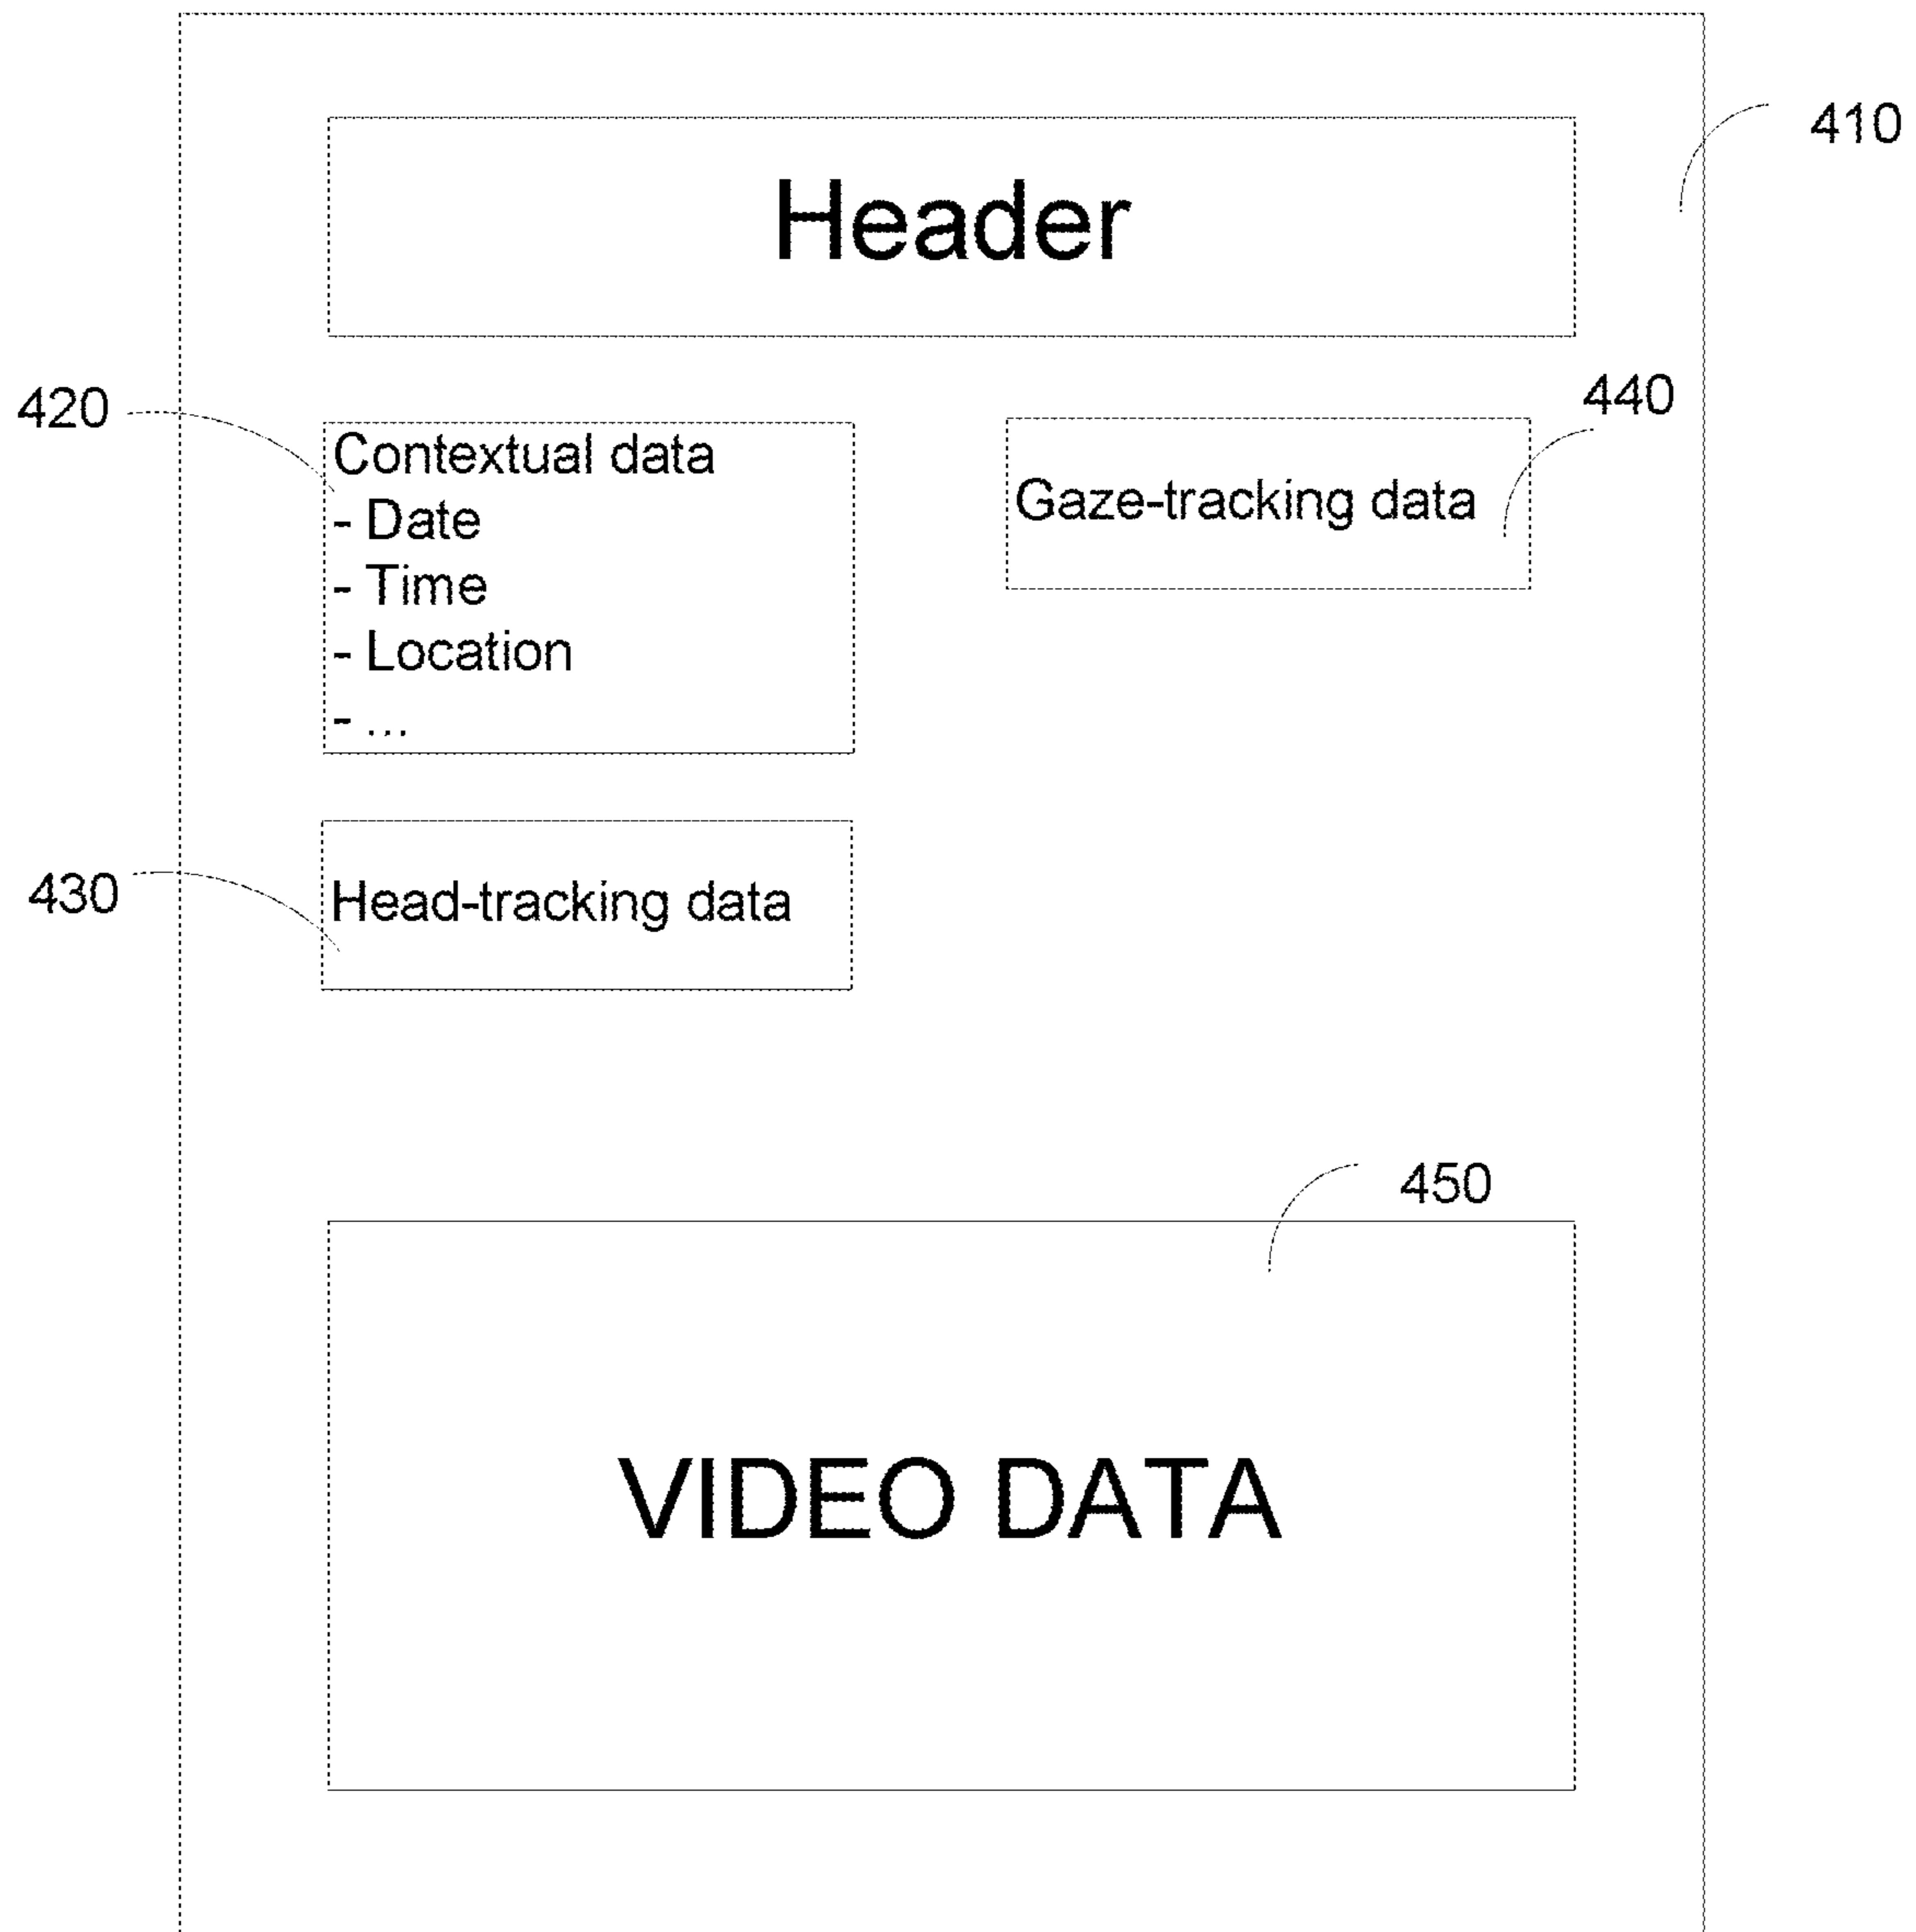 410
Header
420
440
Contextual data
- Date
- Time
- Location
- ...
Gaze-tracking data
430
Head-tracking data
450
VIDEO DATA